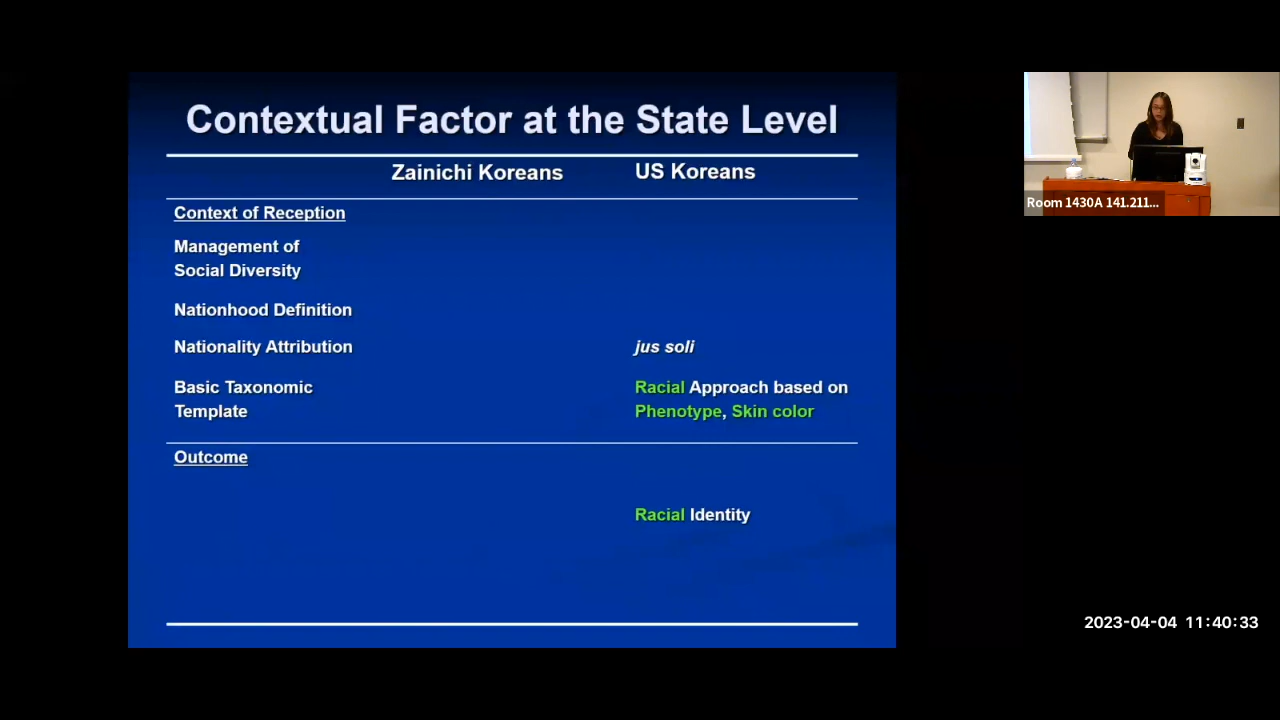 Contextual Factor at the State Level
Zainichi Koreans US Koreans
Context of Reception
Management of
Social Diversity
Nationhood Definition
Nationality Attribution jus soli
Basic Taxonomic Racial Approach based on
Template Phenotype, Skin color
Outcome
Racial Identity
Room 1430A 141.211...
2023-04-04 11:40:33